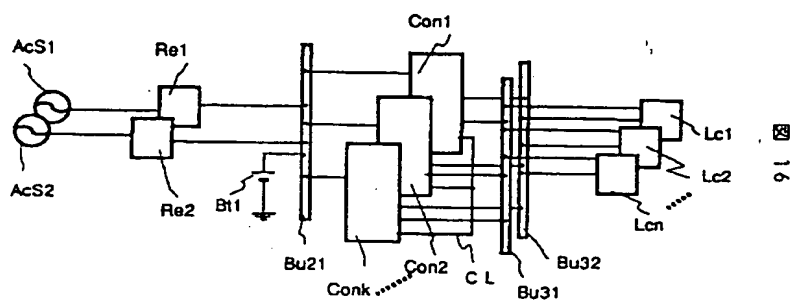 AcS1
Re1
Con1
AcS2
Re2
Bt1
Bu21
Conk
Con2
C L
Bu31
Bu32
Lc1
Lc2
Lcn
図 16